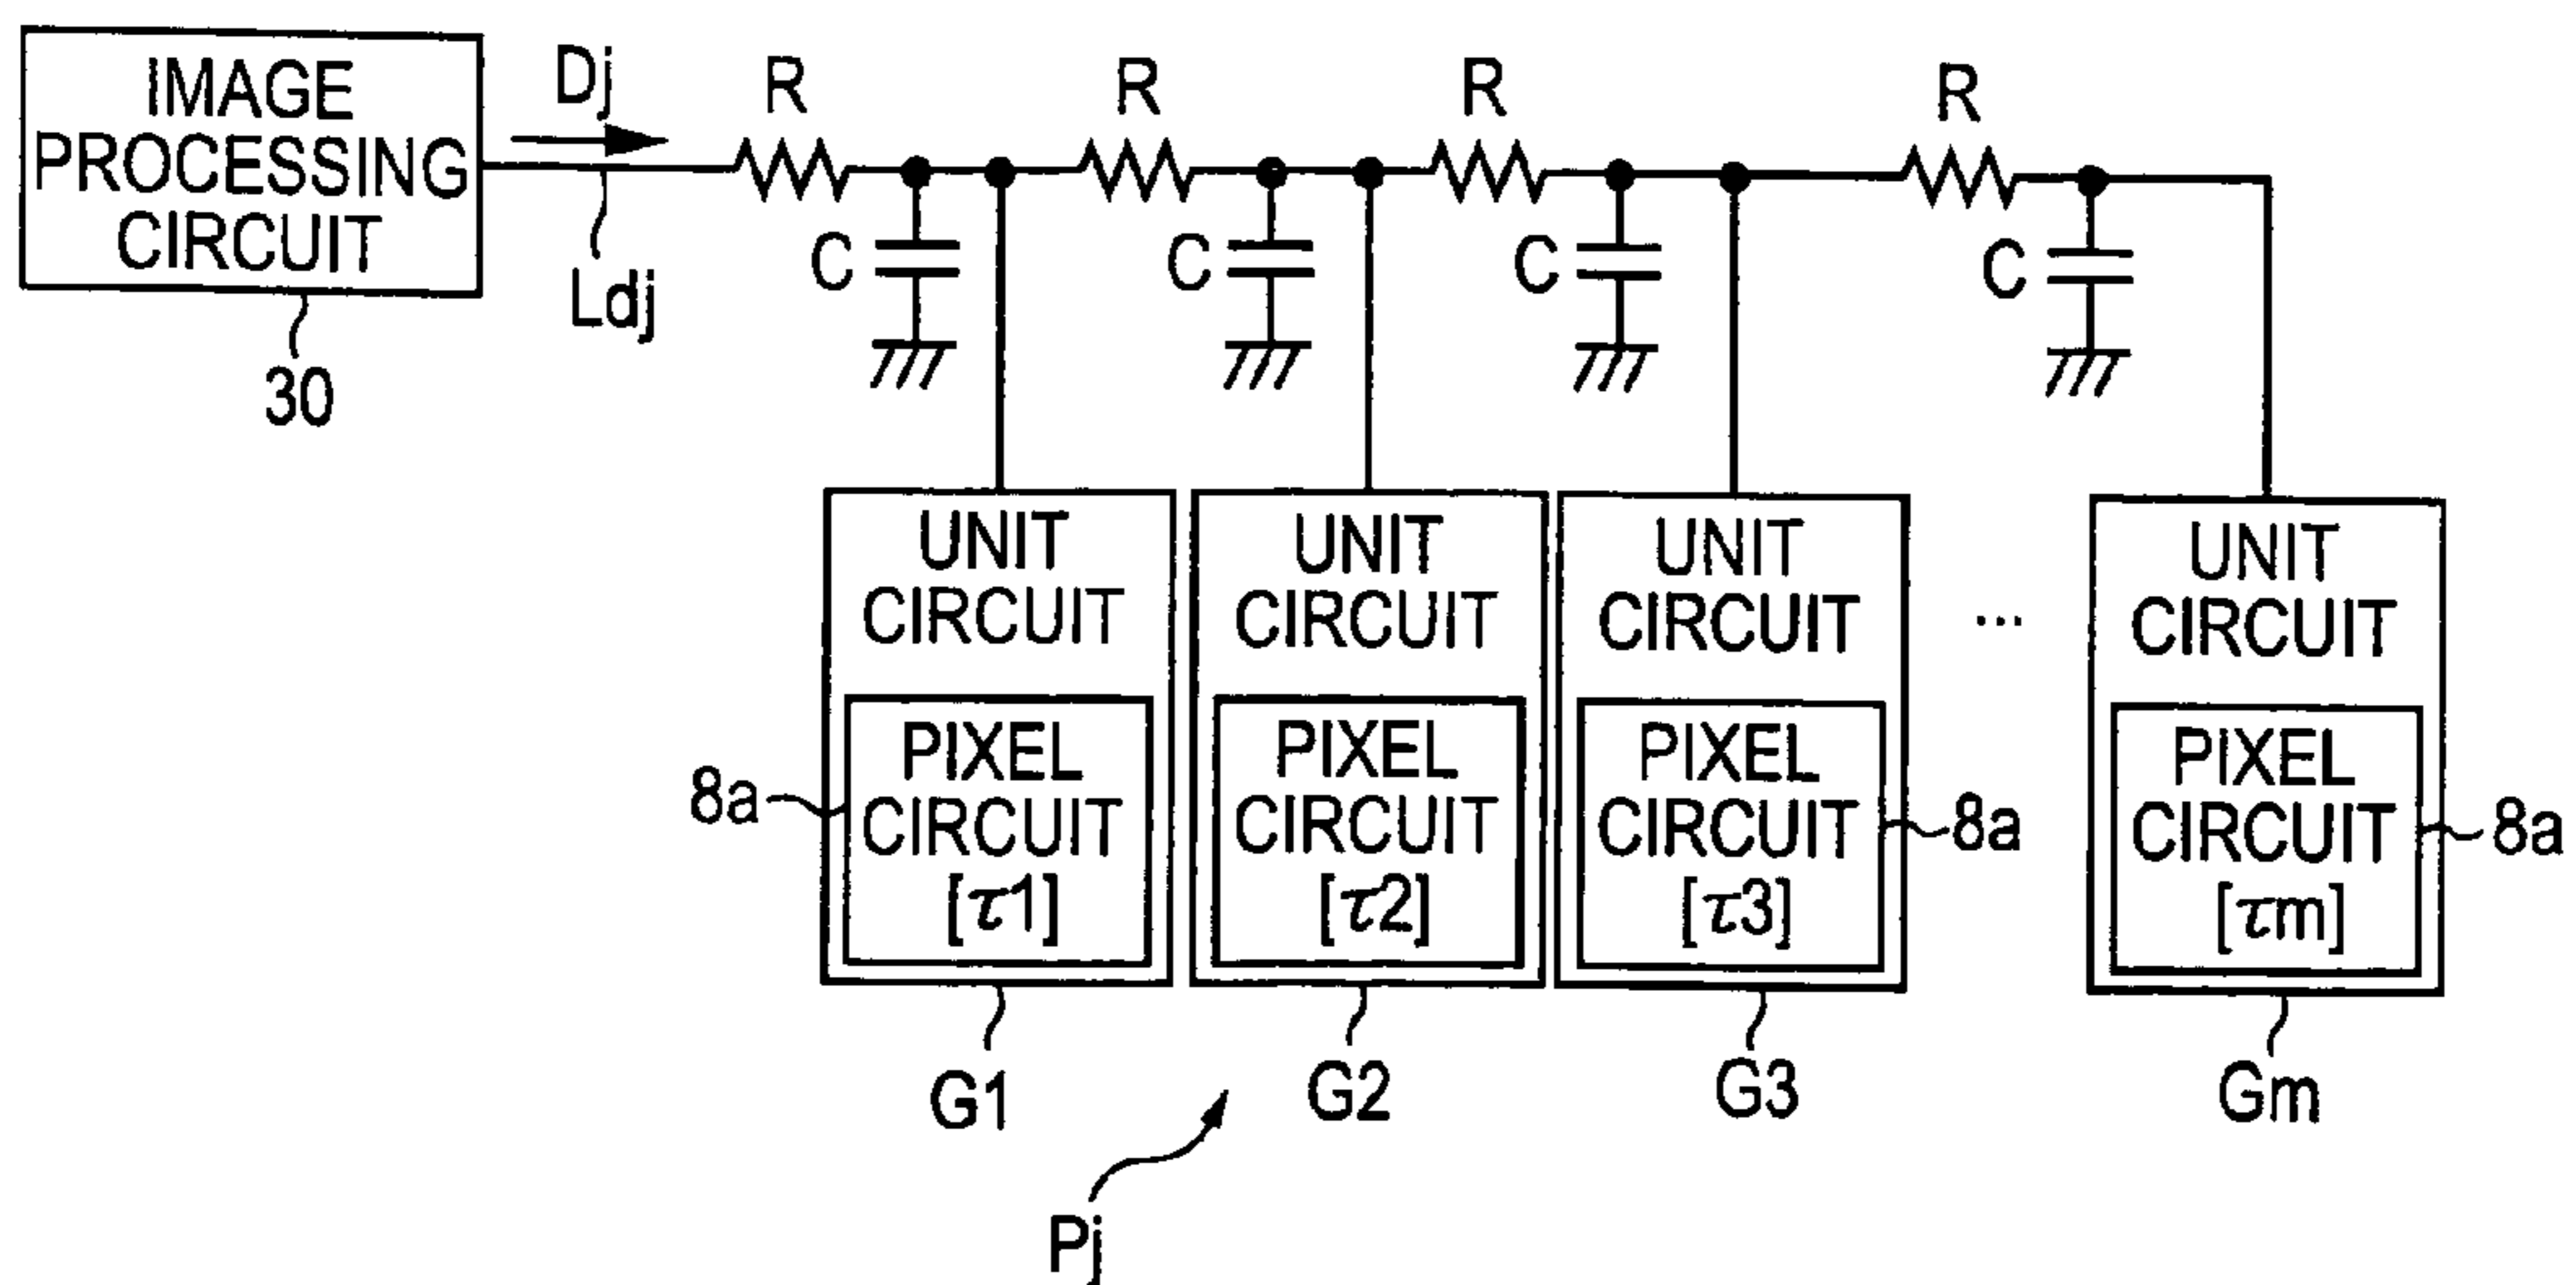 IMAGE
PROCESSING
CIRCUIT
30
Dj
Ldj
R
R
R
R
C
C
C
C
UNIT
CIRCUIT
PIXEL
CIRCUIT
[τ1]
8a
G1
UNIT
CIRCUIT
PIXEL
CIRCUIT
[τ2]
G2
UNIT
CIRCUIT
PIXEL
CIRCUIT
[τ3]
8a
G3
...
UNIT
CIRCUIT
PIXEL
CIRCUIT
[τm]
8a
Gm
Pj